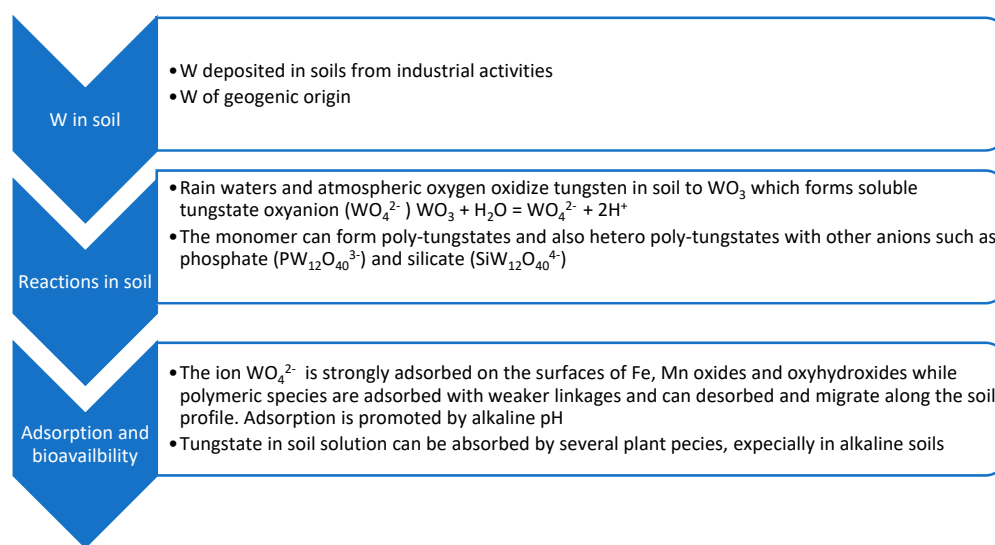 W in soil
•W deposited in soils from industrial activities
•W of geogenic origin
Reactions in soil
•Rain waters and atmospheric oxygen oxidize tungsten in soil to WO₃ which forms soluble
tungstate oxyanion (WO₄²⁻ ) WO₃ + H₂O = WO₄²⁻ + 2H⁺
•The monomer can form poly-tungstates and also hetero poly-tungstates with other anions such as
phosphate (PW₁₂O₄₀³⁻) and silicate (SiW₁₂O₄₀⁴⁻)
Adsorption and
bioavailbility
•The ion WO₄²⁻ is strongly adsorbed on the surfaces of Fe, Mn oxides and oxyhydroxides while
polymeric species are adsorbed with weaker linkages and can desorbed and migrate along the soil
profile. Adsorption is promoted by alkaline pH
•Tungstate in soil solution can be absorbed by several plant pecies, expecially in alkaline soils